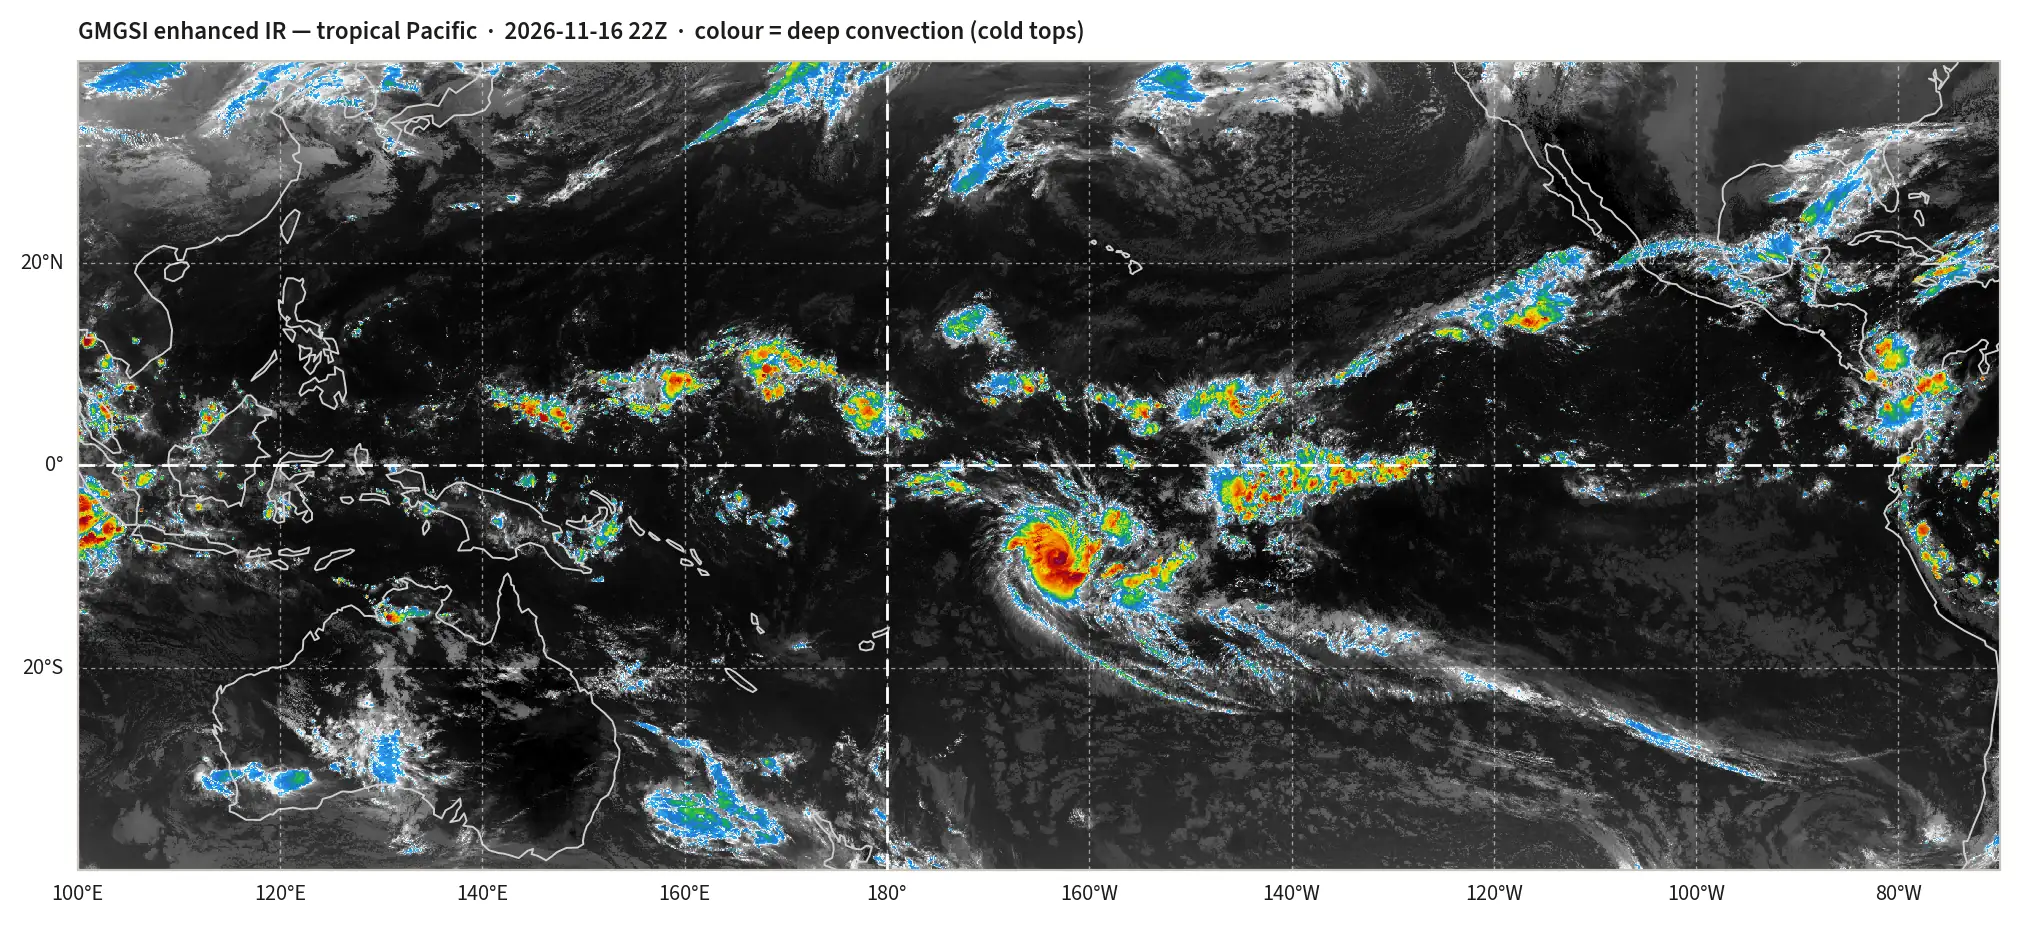 GMGSI enhanced IR — tropical Pacific · 2026-11-16 22Z · colour = deep convection (cold tops)
20°N
0°
20°S
100°E 120°E 140°E 160°E 180° 160°W 140°W 120°W 100°W 80°W